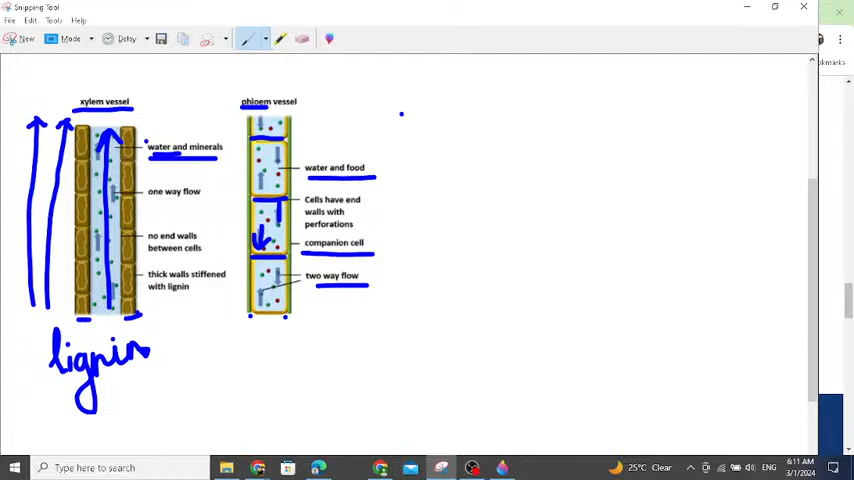 Snipping Tool
File Edit Tools Help
New Mode Delay
xylem vessel
phloem vessel
water and minerals
one way flow
no end walls
between cells
thick walls stiffened
with lignin
water and food
Cells have end
walls with
perforations
companion cell
two way flow
lignin
okmarks
Type here to search
25°C Clear
ENG
6:11 AM
3/1/2024